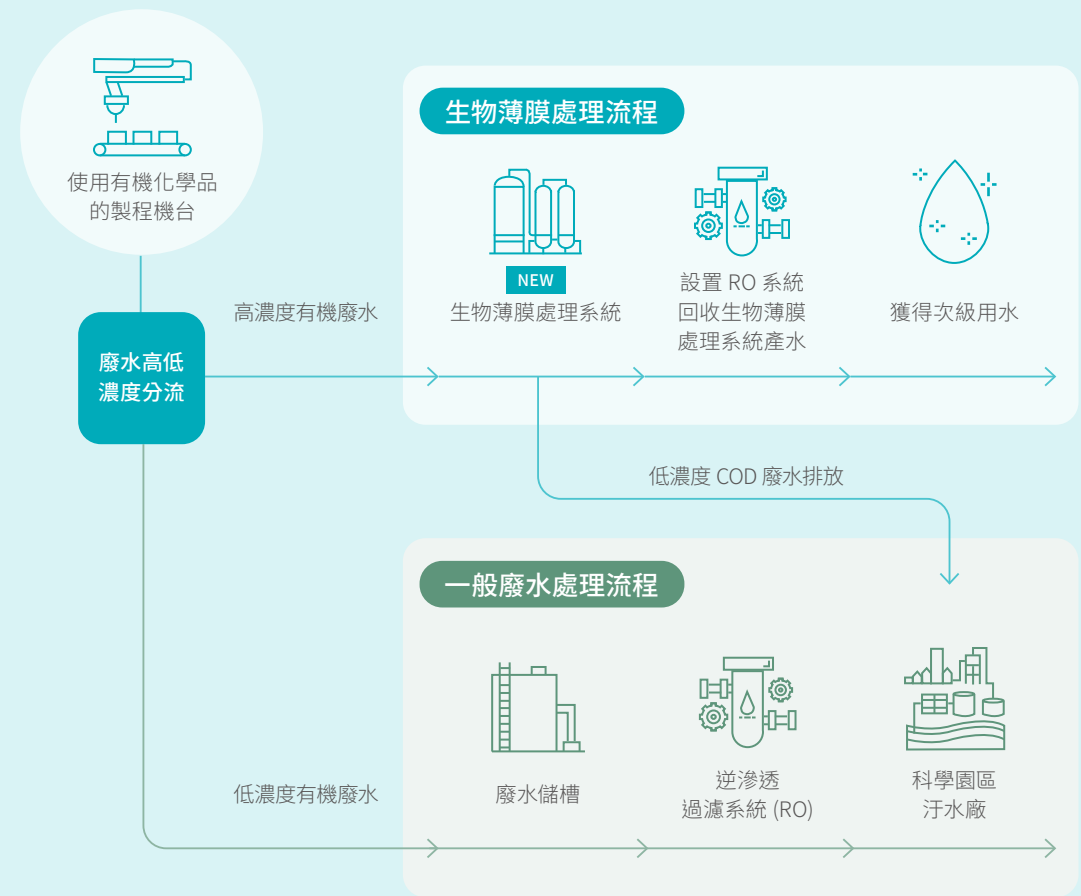 使用有機化學品
的製程機台
廢水高低
濃度分流
高濃度有機廢水
生物薄膜處理流程
NEW
生物薄膜處理系統
設置 RO 系統
回收生物薄膜
處理系統產水
獲得次級用水
低濃度 COD 廢水排放
一般廢水處理流程
低濃度有機廢水
廢水儲槽
逆滲透
過濾系統 (RO)
科學園區
汙水廠